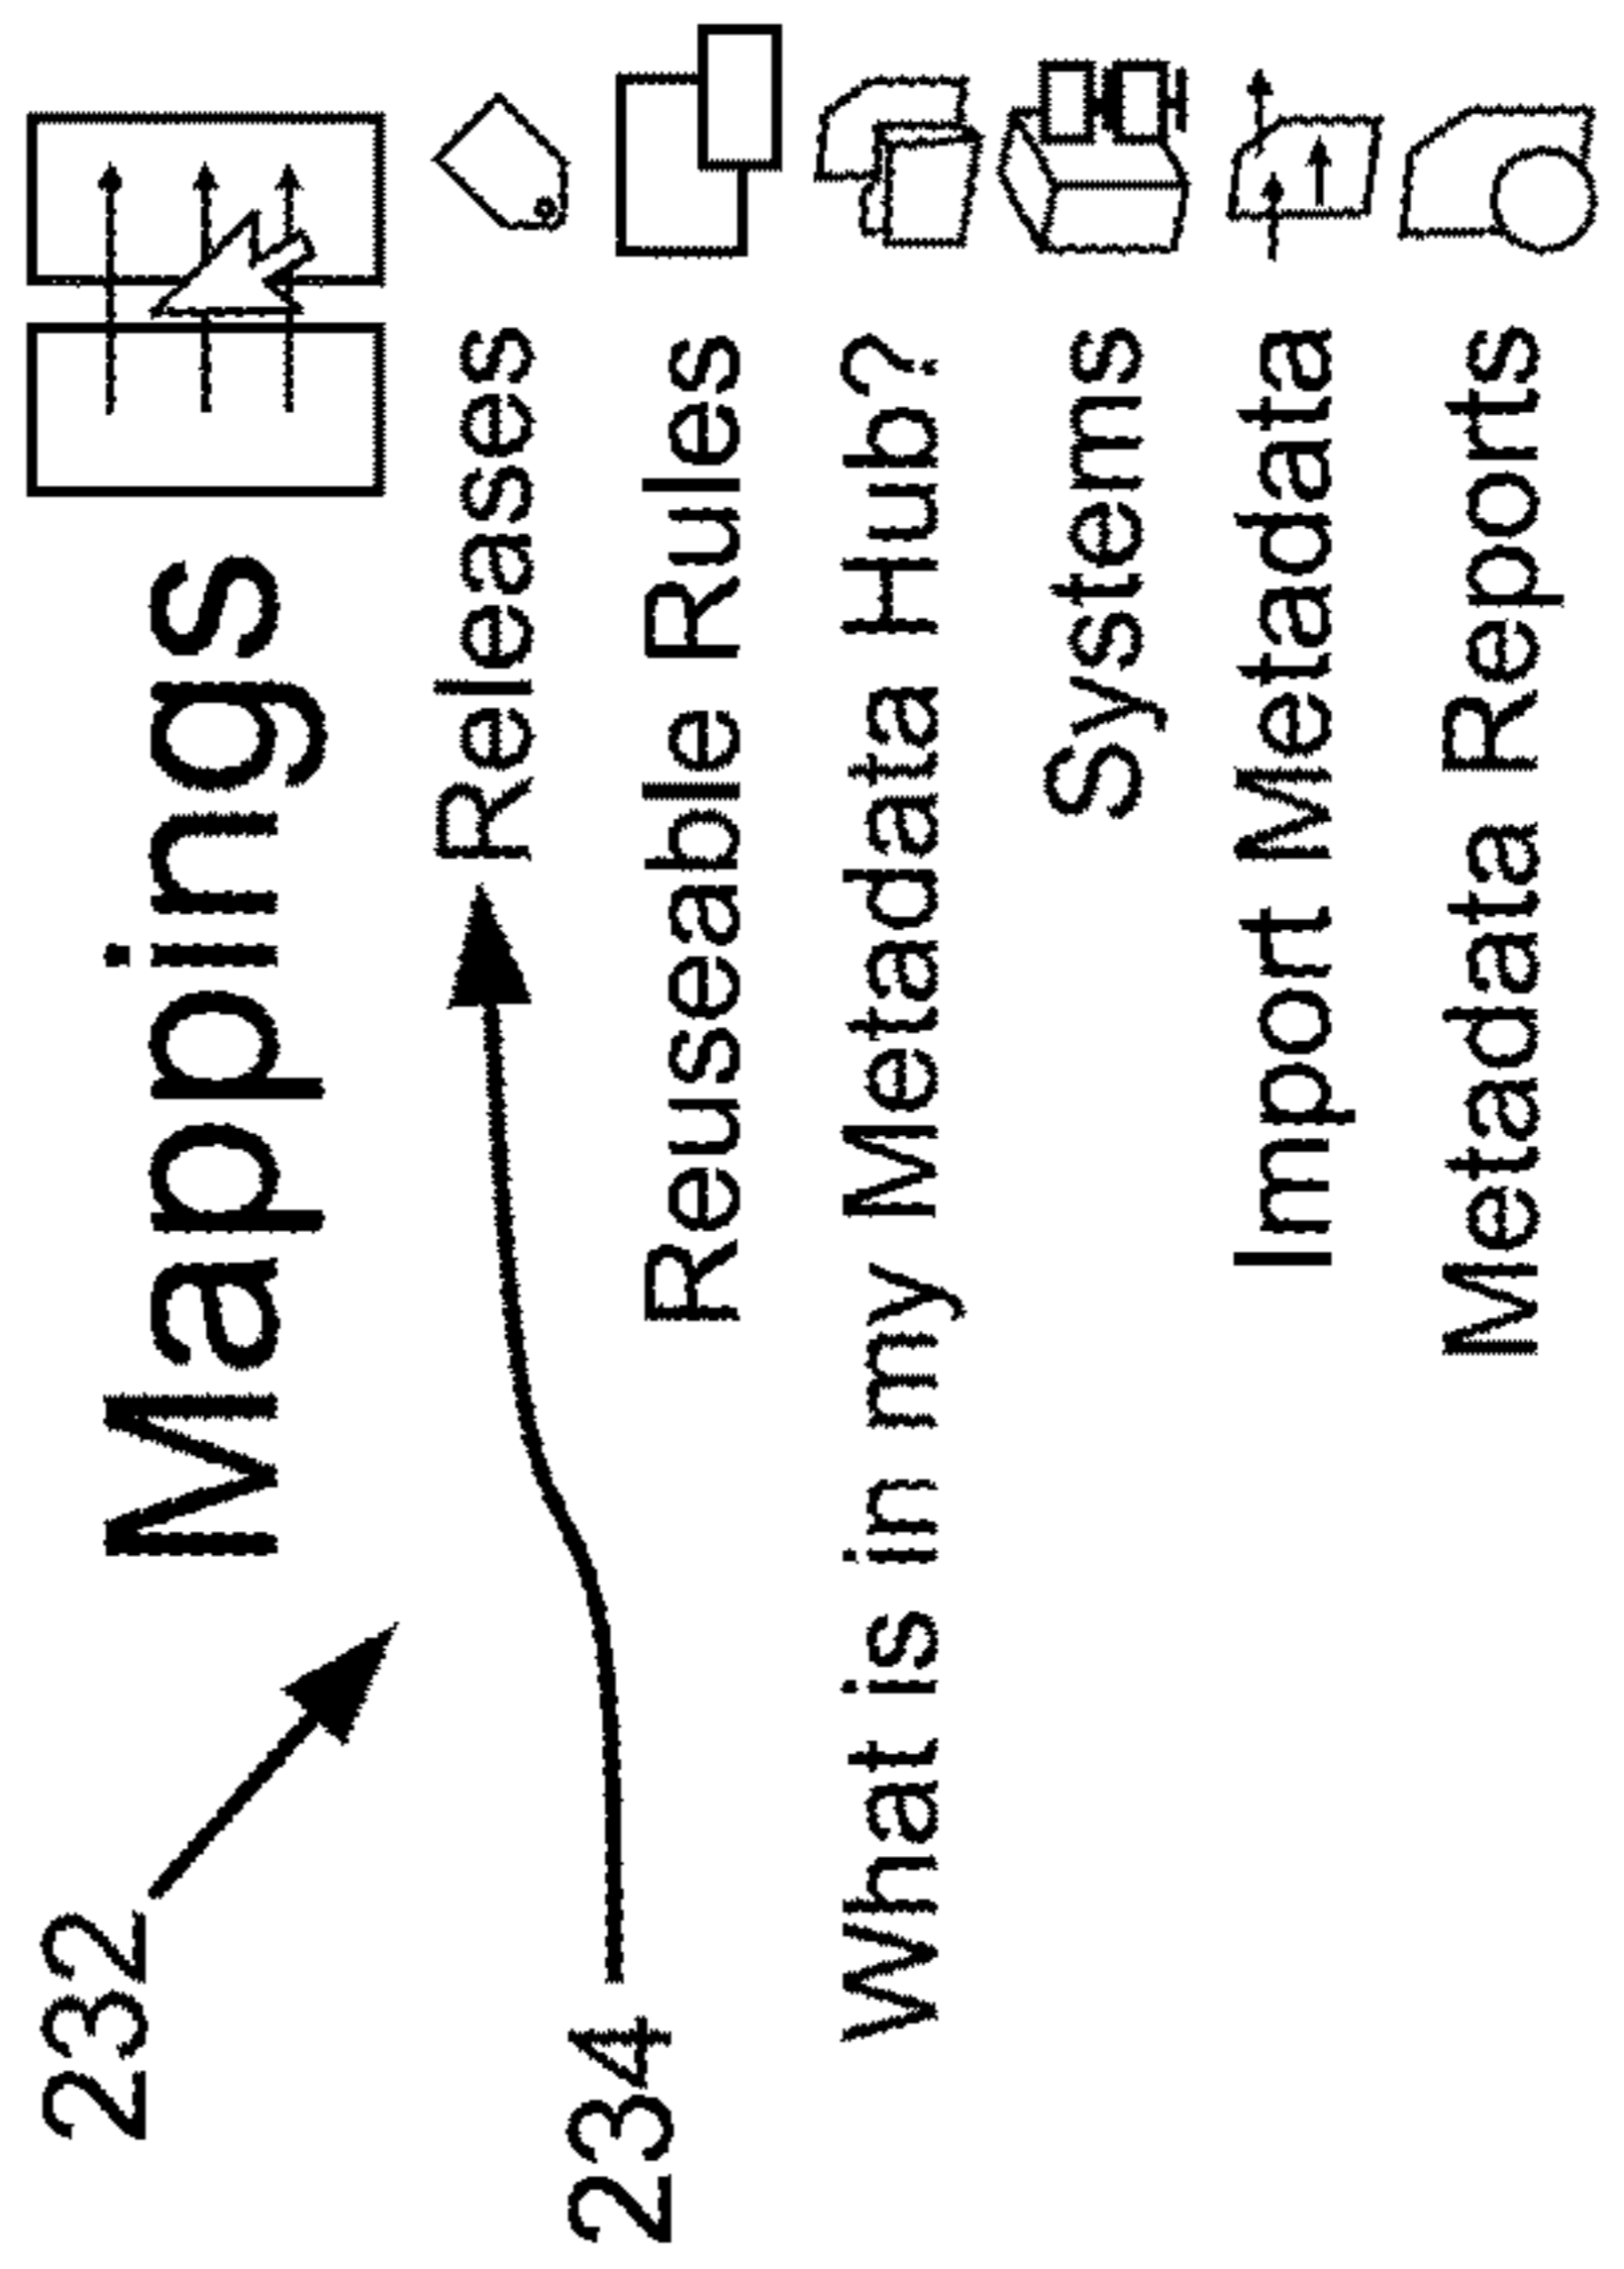 232
Mappings
234
Releases
Reuseable Rules
What is in my Metadata Hub?
Systems
Import Metadata
Metadata Reports